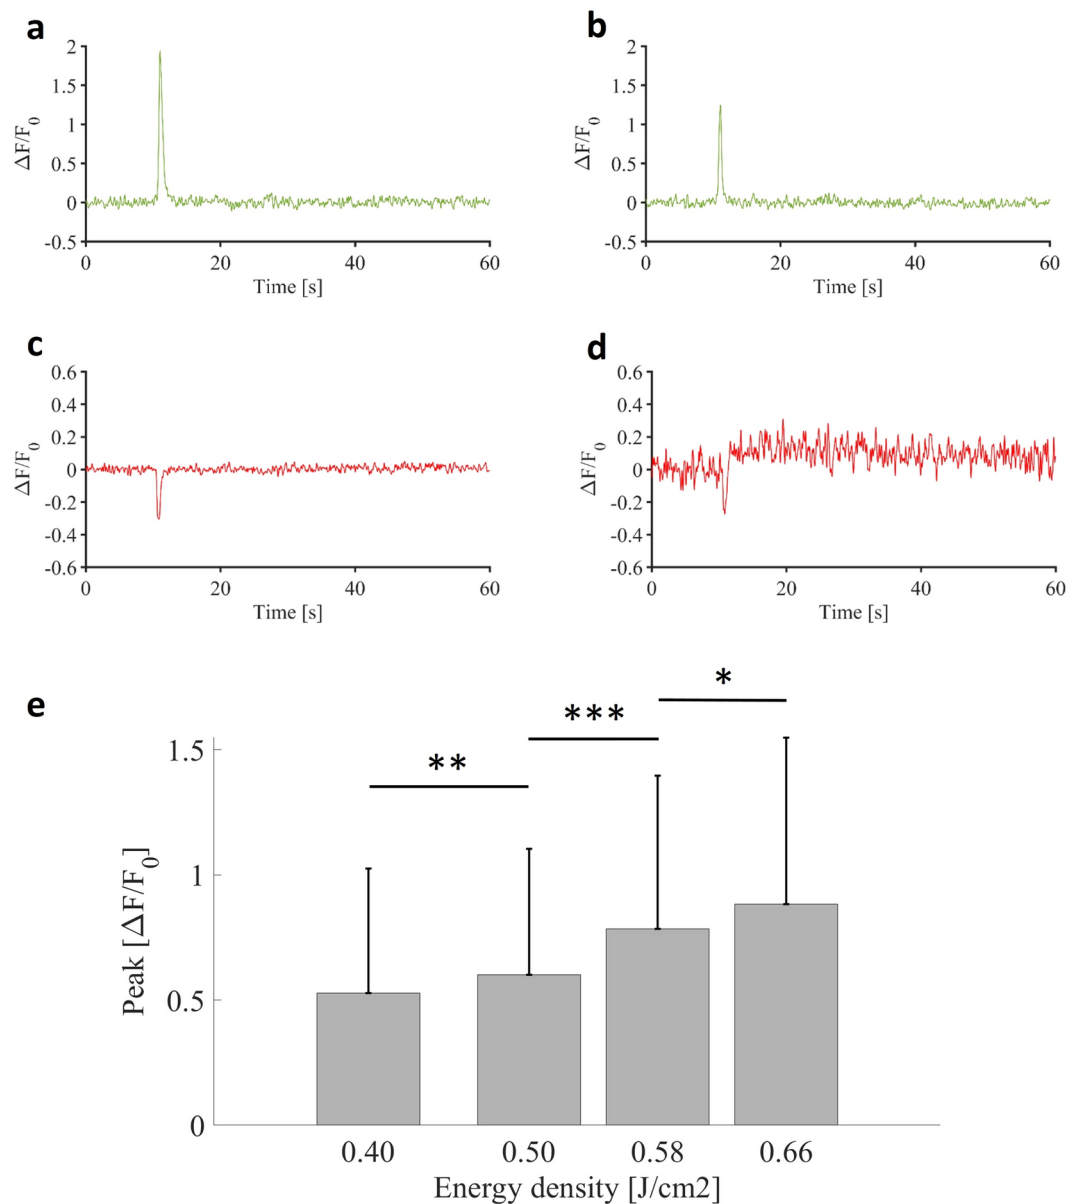 a
b
2
1.5
1
0.5
0
-0.5
ΔF/F0
0 20 40 60
Time [s]
2
1.5
1
0.5
0
-0.5
ΔF/F0
0 20 40 60
Time [s]
c
d
0.6
0.4
0.2
0
-0.2
-0.4
-0.6
ΔF/F0
0 20 40 60
Time [s]
0.6
0.4
0.2
0
-0.2
-0.4
-0.6
ΔF/F0
0 20 40 60
Time [s]
e
*
***
**
1.5
1
0.5
0
Peak [ΔF/F0]
0.40 0.50 0.58 0.66
Energy density [J/cm2]